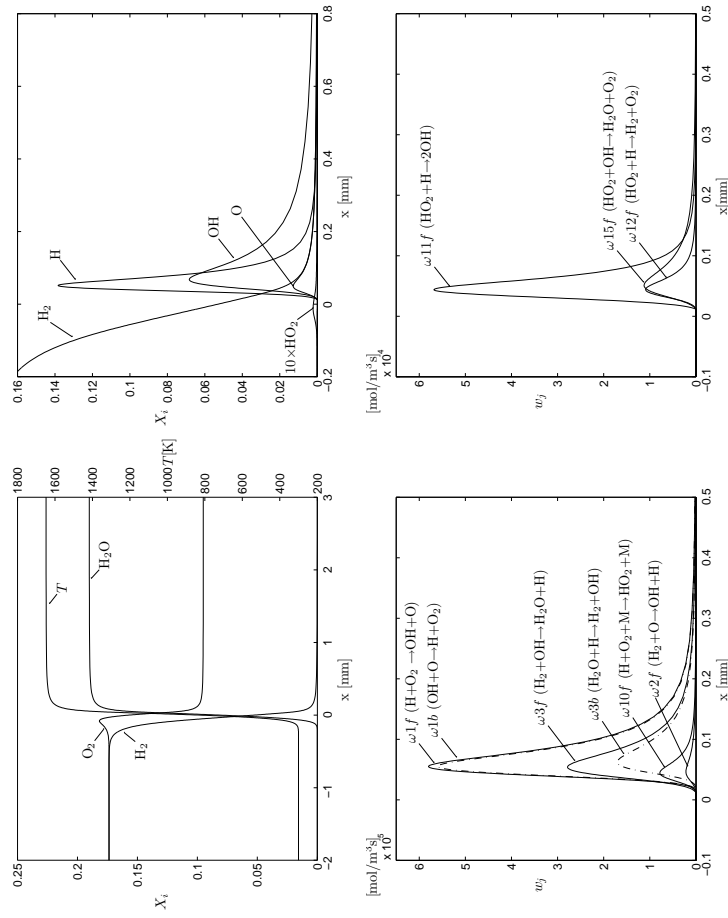 0.25
0.2
0.15
0.1
0.05
X_i
1800
1600
1400
1200
1000
800
600
400
200
T[K]
T
H₂O
O₂
H₂
−2
−1
0
1
2
3
x [mm]
0.16
0.14
0.12
0.1
0.08
0.06
0.04
0.02
0
X_i
H₂
H
OH
O
10×HO₂
−0.2
0
0.2
0.4
0.6
0.8
x [mm]
[mol/m³s]
x 10⁵
6
5
4
3
2
1
0
w_j
ω1f (H+O₂ →OH+O)
ω1b (OH+O→H+O₂)
ω3f (H₂+OH→H₂O+H)
ω3b (H₂O+H→H₂+OH)
ω10f (H+O₂+M→HO₂+M)
ω2f (H₂+O→OH+H)
−0.1
0
0.1
0.2
0.3
0.4
0.5
x[mm]
[mol/m³s]
x 10⁴
6
5
4
3
2
1
0
w_j
ω11f (HO₂+H→2OH)
ω15f (HO₂+OH→H₂O+O₂)
ω12f (HO₂+H→H₂+O₂)
−0.1
0
0.1
0.2
0.3
0.4
0.5
x[mm]